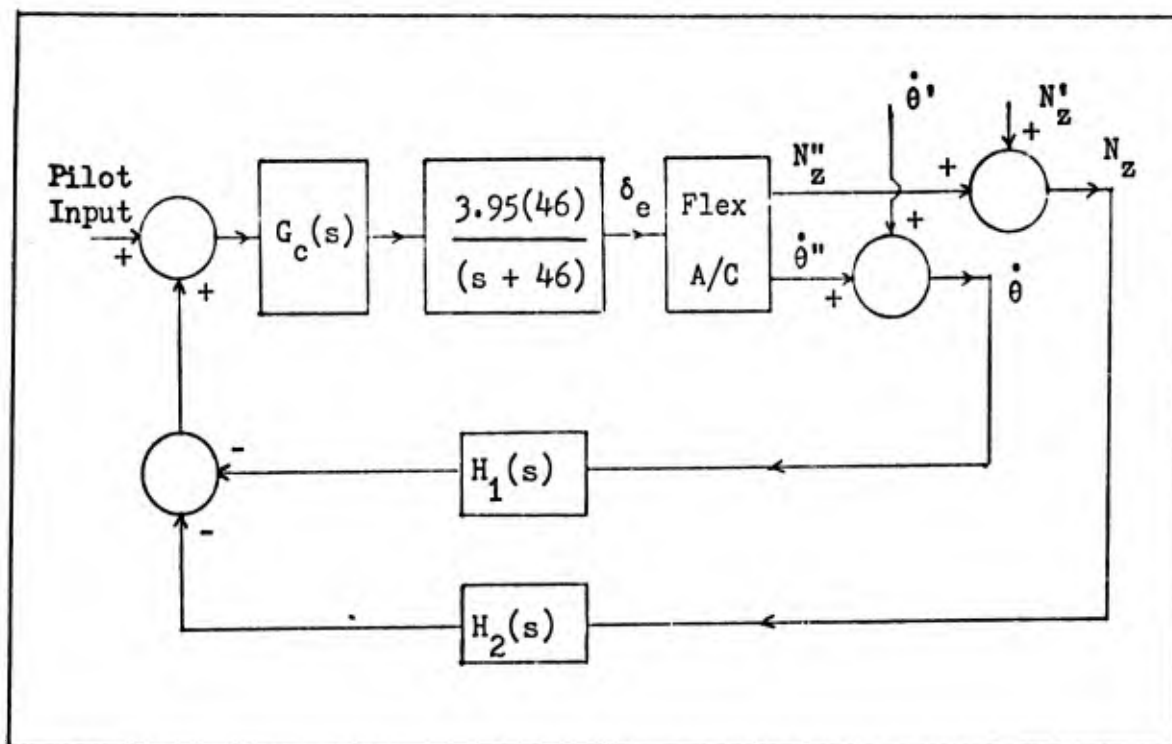 Pilot
Input
+
+
G_c(s)
3.95(46)
(s + 46)
δ_e
Flex
A/C
N"_z
θ̇"
θ̇'
N'_z
+
+
+
+
N_z
θ̇
-
-
H_1(s)
H_2(s)